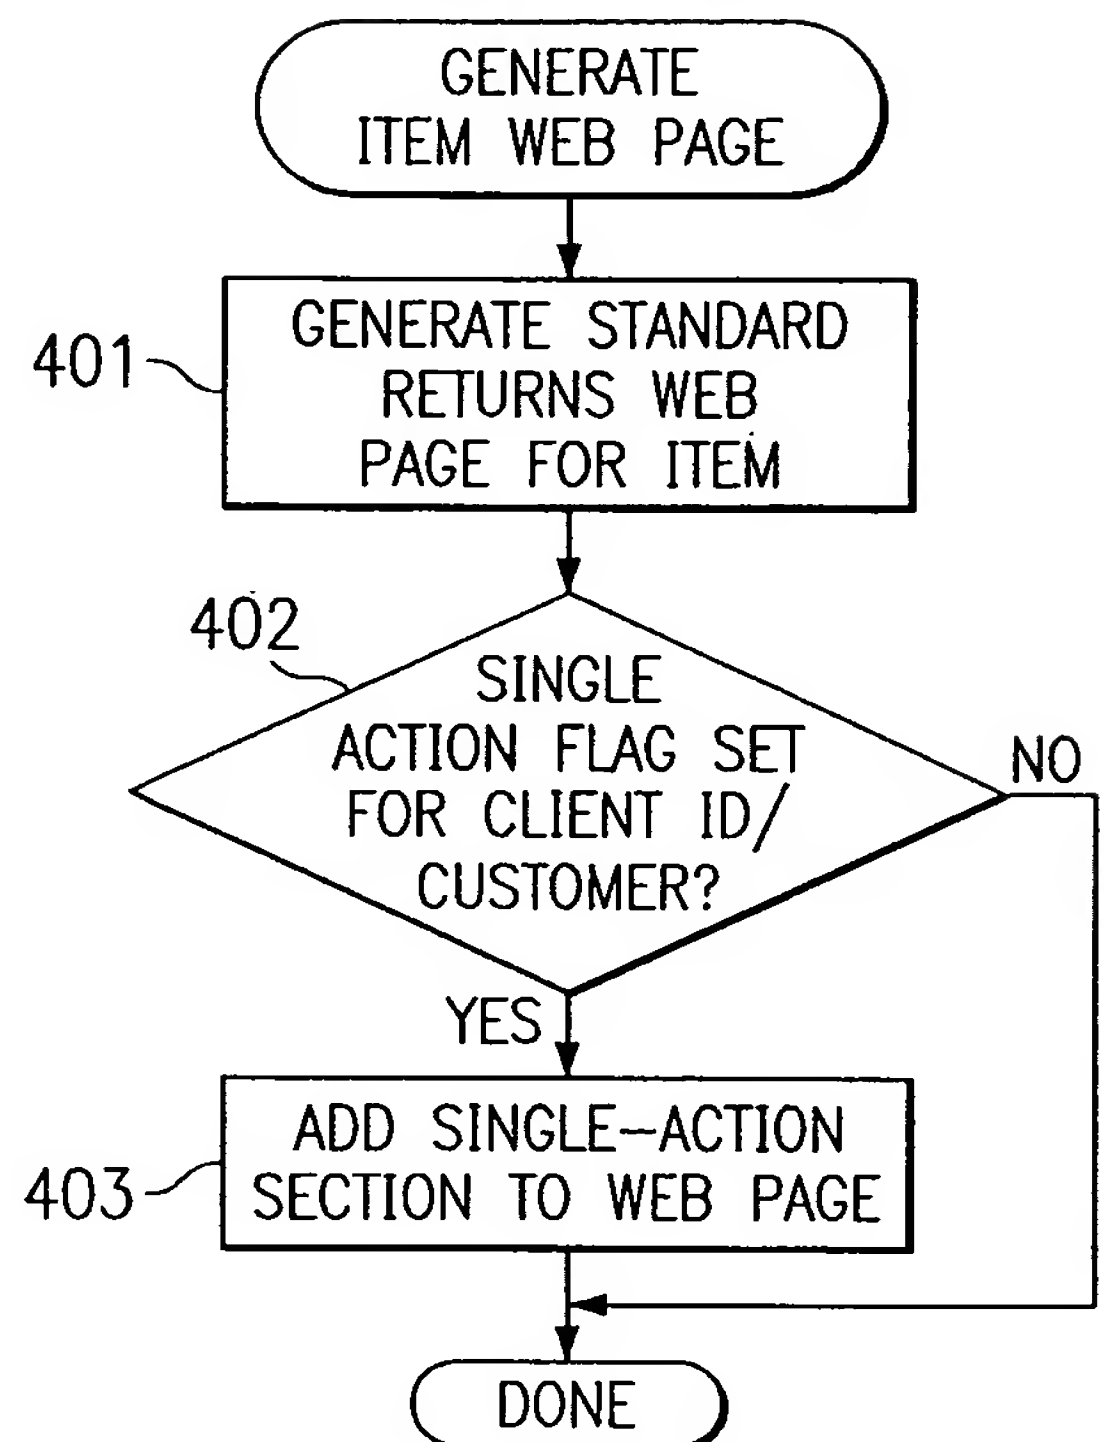 GENERATE
ITEM WEB PAGE
401
GENERATE STANDARD
RETURNS WEB
PAGE FOR ITEM
402
SINGLE
ACTION FLAG SET
FOR CLIENT ID/
CUSTOMER?
NO
YES
403
ADD SINGLE-ACTION
SECTION TO WEB PAGE
DONE